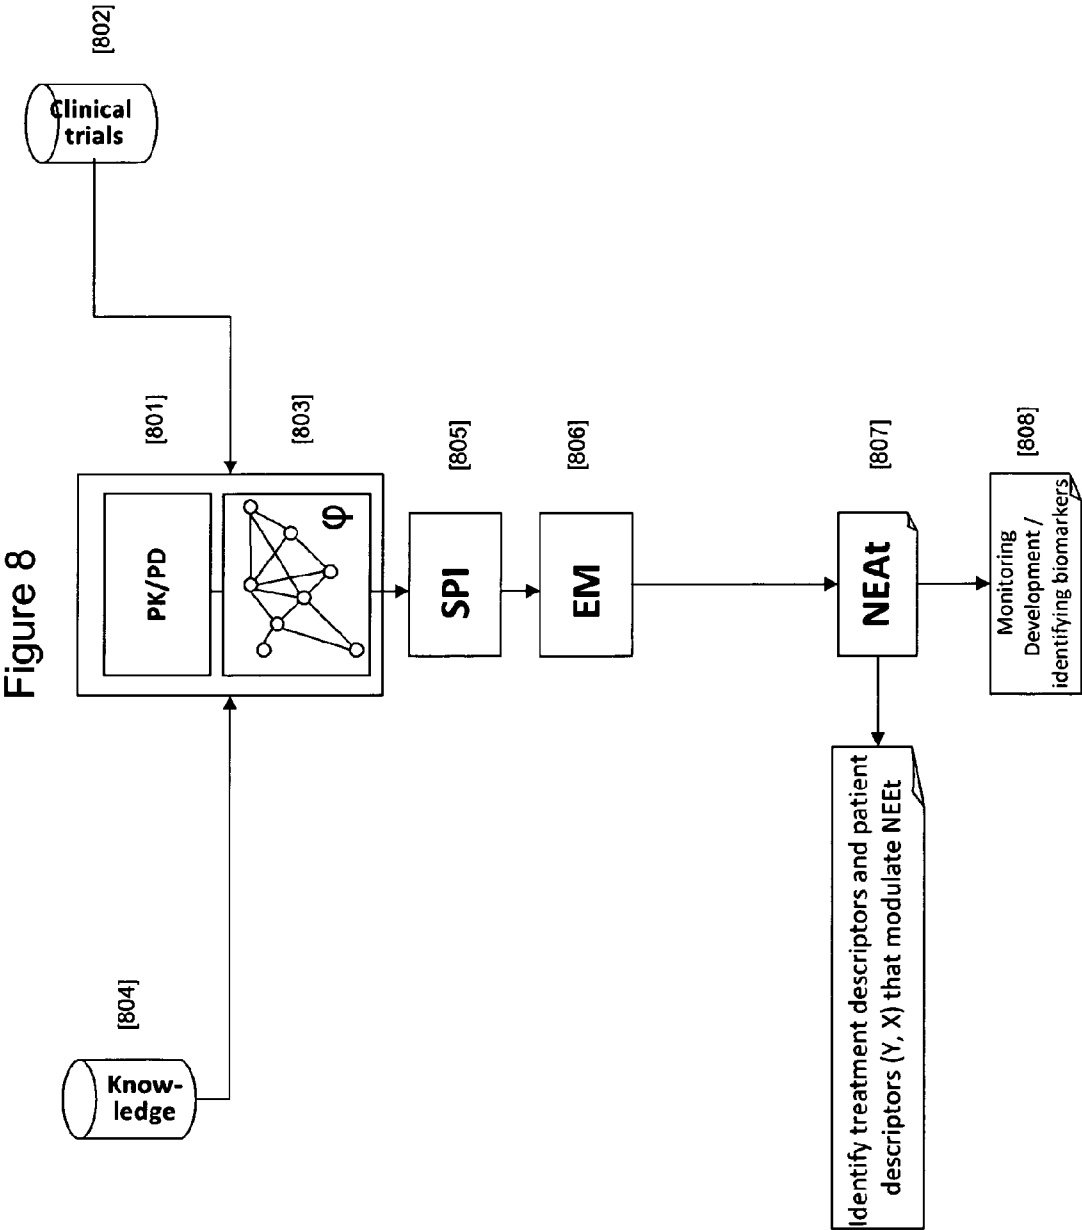 Figure 8
Know-
ledge
[804]
PK/PD
[801]
Clinical
trials
[802]
φ
[803]
SPI
[805]
EM
[806]
NEAt
[807]
Identify treatment descriptors and patient
descriptors (Y, X) that modulate NEEt
Monitoring
Development /
identifying biomarkers
[808]